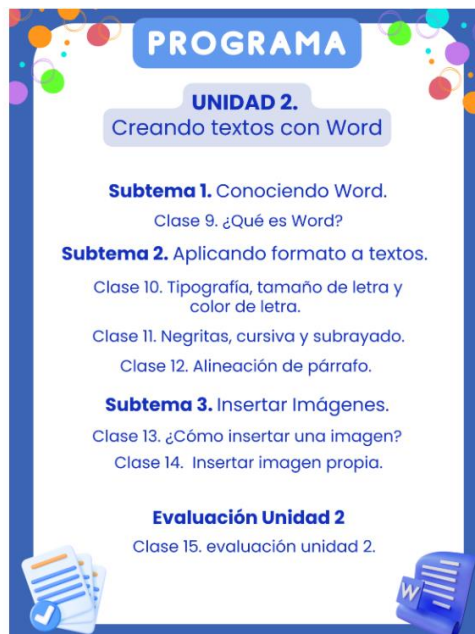 PROGRAMA
UNIDAD 2.
Creando textos con Word
Subtema 1. Conociendo Word.
Clase 9. ¿Qué es Word?
Subtema 2. Aplicando formato a textos.
Clase 10. Tipografía, tamaño de letra y
color de letra.
Clase 11. Negritas, cursiva y subrayado.
Clase 12. Alineación de párrafo.
Subtema 3. Insertar Imágenes.
Clase 13. ¿Cómo insertar una imagen?
Clase 14. Insertar imagen propia.
Evaluación Unidad 2
Clase 15. evaluación unidad 2.
W